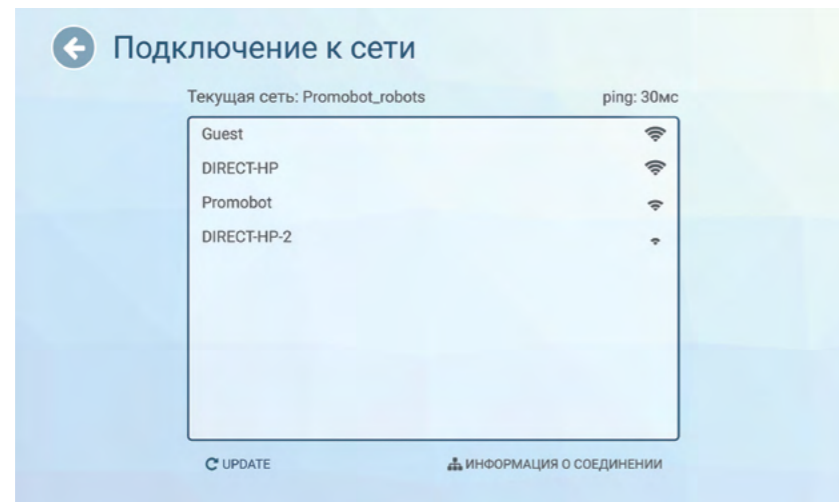 Подключение к сети
Текущая сеть: Promobot_robots ping: 30мс
Guest
DIRECT-HP
Promobot
DIRECT-HP-2
UPDATE ИНФОРМАЦИЯ О СОЕДИНЕНИИ